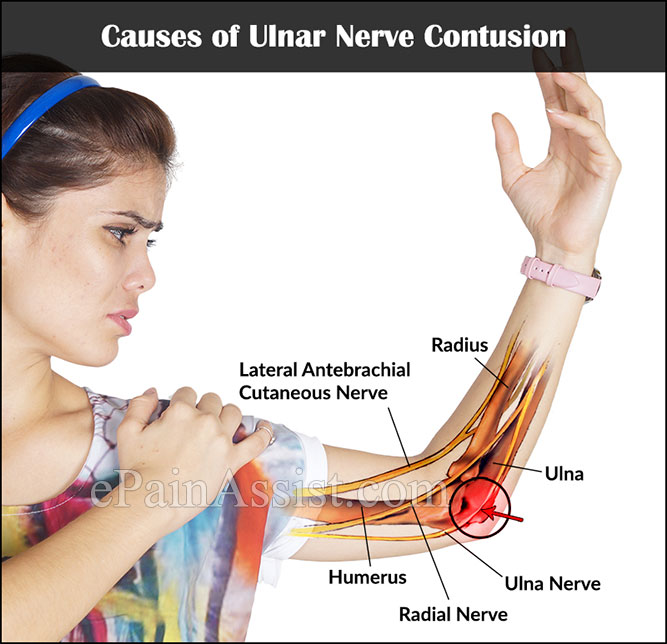 Causes of Ulnar Nerve Contusion
Radius
Lateral Antebrachial
Cutaneous Nerve
ePainAssist.com
Ulna
Humerus
Ulna Nerve
Radial Nerve